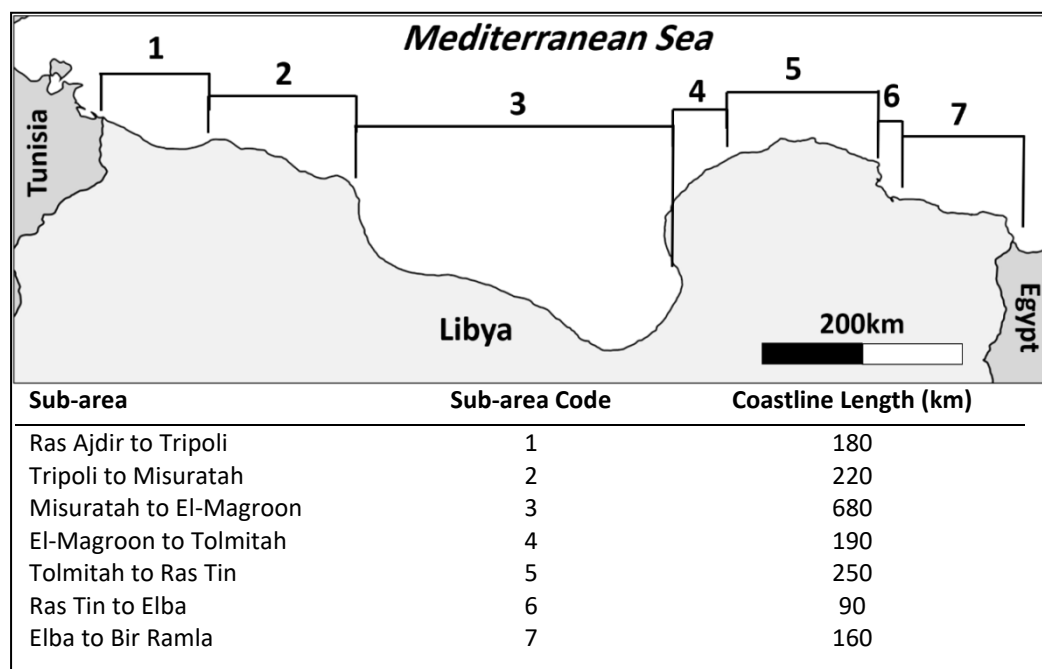 Mediterranean Sea
1
2
3
4
5
6
7
Tunisia
Libya
Egypt
200km
Sub-area Sub-area Code Coastline Length (km)
Ras Ajdir to Tripoli 1 180
Tripoli to Misuratah 2 220
Misuratah to El-Magroon 3 680
El-Magroon to Tolmitah 4 190
Tolmitah to Ras Tin 5 250
Ras Tin to Elba 6 90
Elba to Bir Ramla 7 160